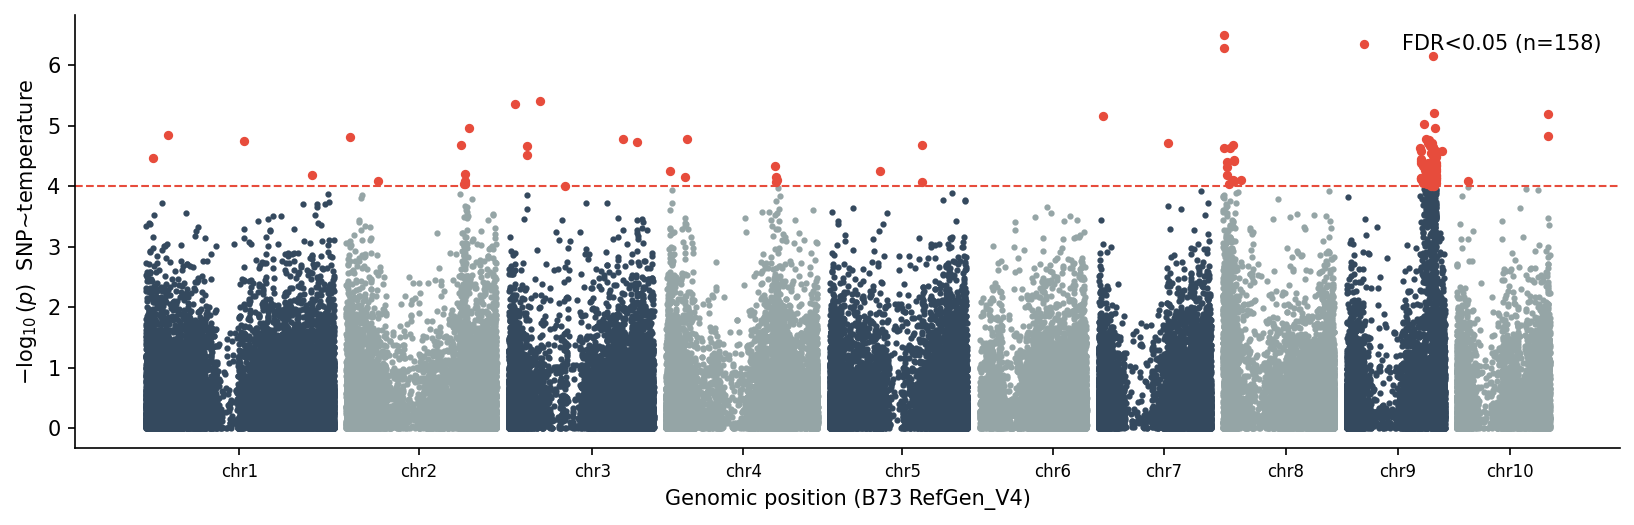 FDR<0.05 (n=158)
−log₁₀ (p) SNP~temperature
6
5
4
3
2
1
0
chr1 chr2 chr3 chr4 chr5 chr6 chr7 chr8 chr9 chr10
Genomic position (B73 RefGen_V4)